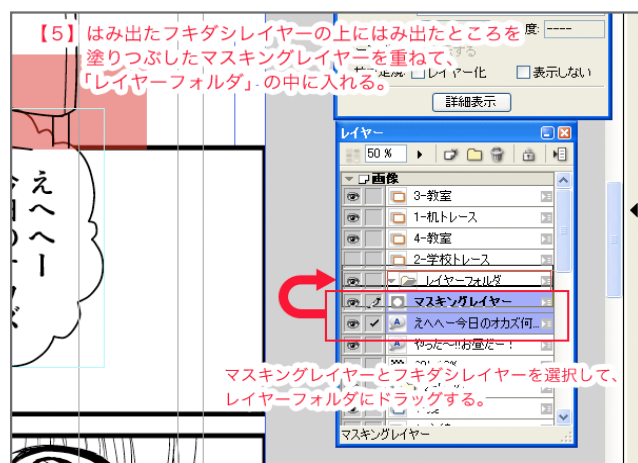 【5】はみ出たフキダシレイヤーの上にはみ出たところを
塗りつぶしたマスキングレイヤーを重ねて、
「レイヤーフォルダ」の中に入れる。
度: ----
レイヤー化
表示しない
詳細表示
レイヤー
50 %
画像
3-教室
1-机トレース
4-教室
2-学校トレース
レイヤーフォルダ
マスキングレイヤー
えへへー今日のオカズ何...
やったー!!お昼だー!
マスキングレイヤーとフキダシレイヤーを選択して、
レイヤーフォルダにドラッグする。
マスキングレイヤー
えへへー